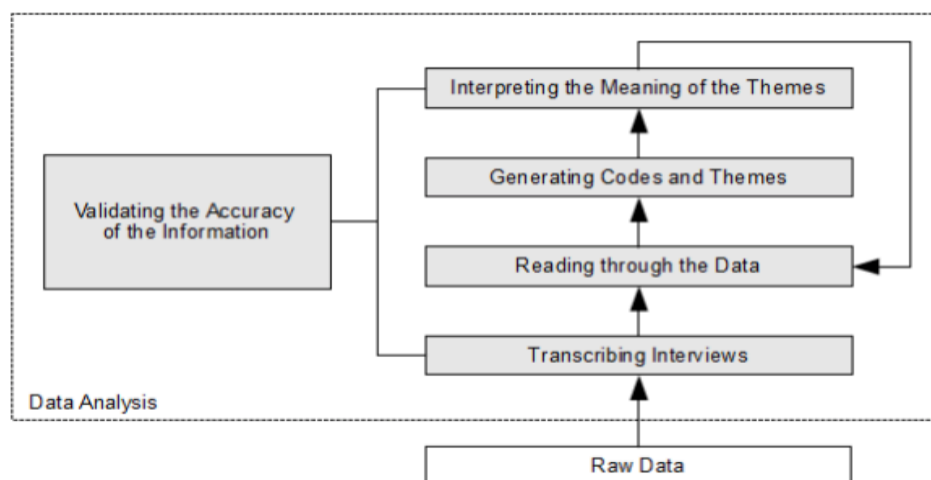 Interpreting the Meaning of the Themes
Generating Codes and Themes
Validating the Accuracy
of the Information
Reading through the Data
Transcribing Interviews
Data Analysis
Raw Data